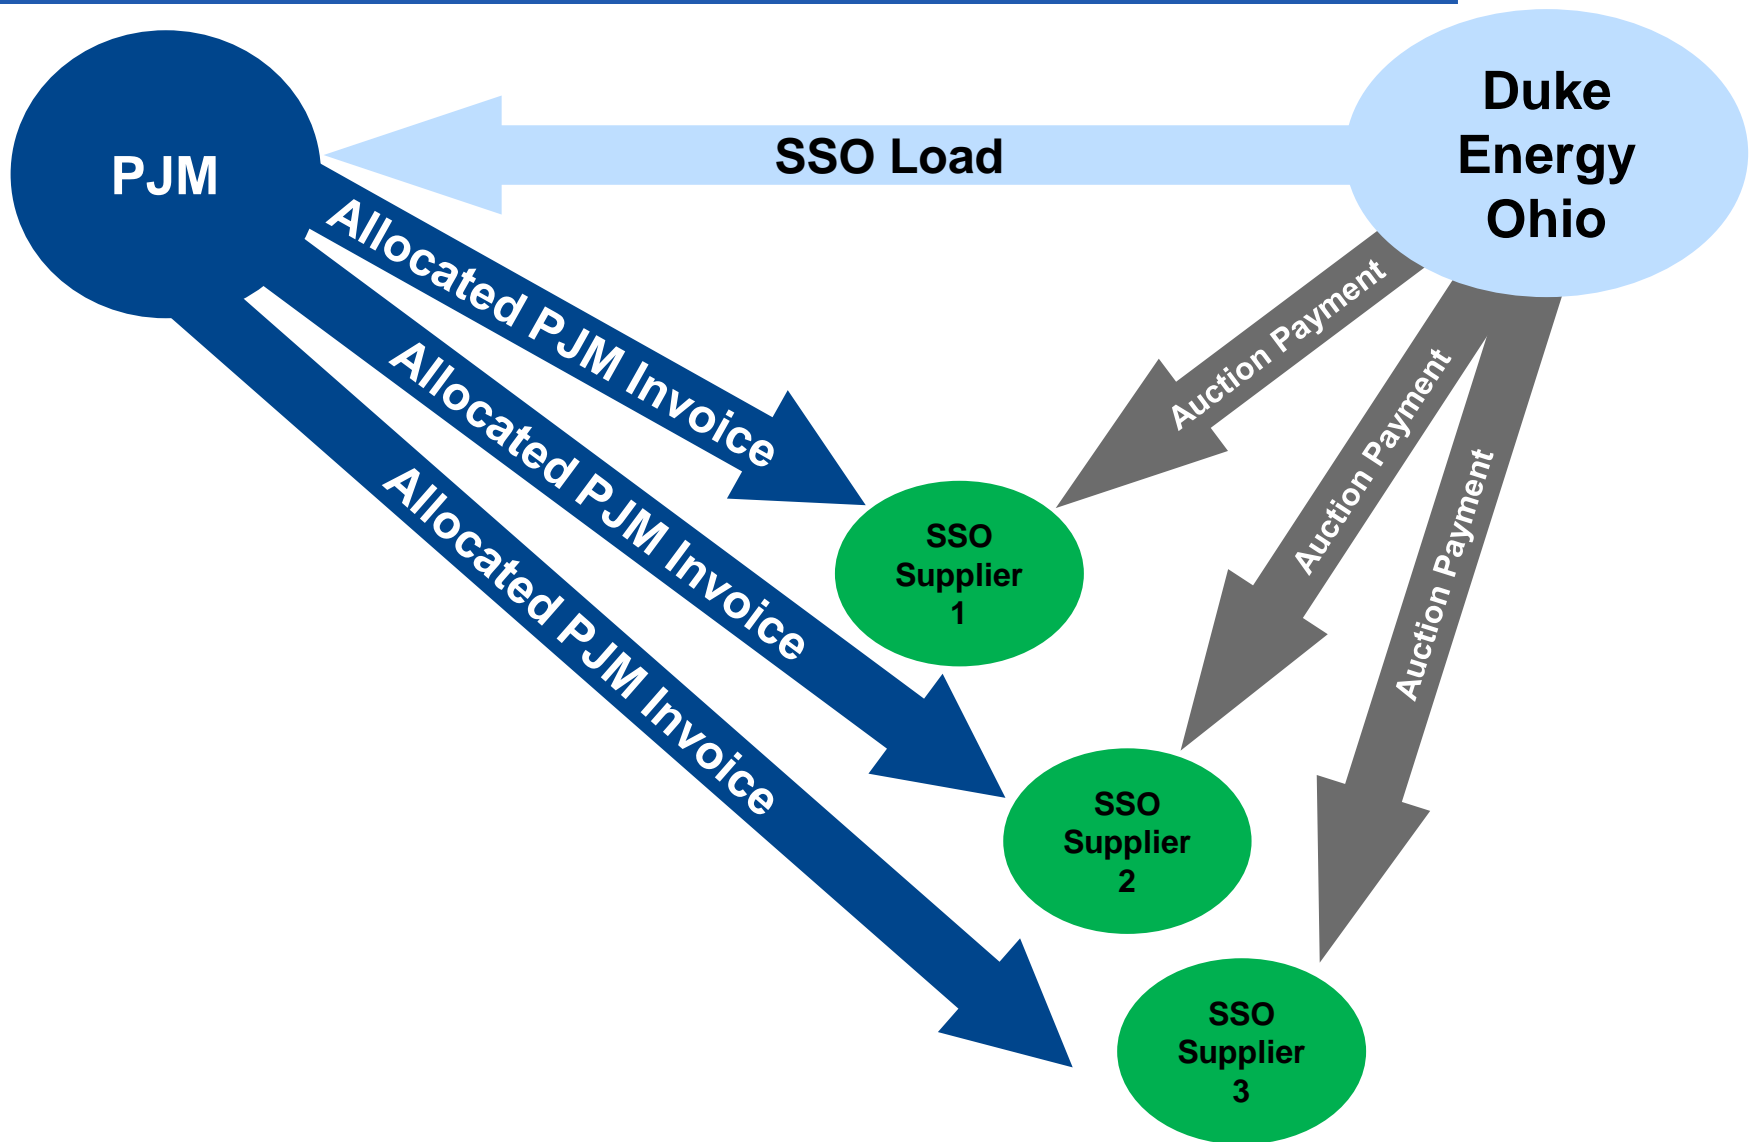 PJM
SSO Load
Duke
Energy
Ohio
Allocated PJM Invoice
Allocated PJM Invoice
Allocated PJM Invoice
Auction Payment
Auction Payment
Auction Payment
SSO
Supplier
1
SSO
Supplier
2
SSO
Supplier
3